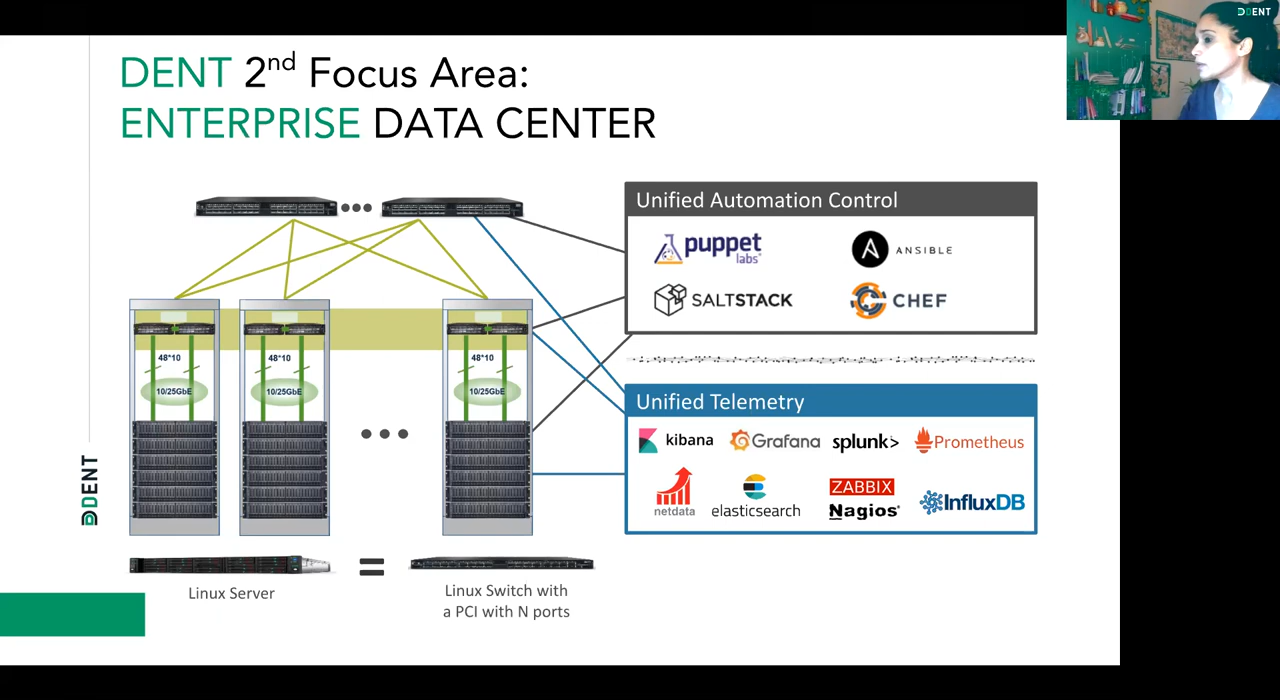 DENT
DENT 2nd Focus Area:
ENTERPRISE DATA CENTER
Unified Automation Control
puppet
labs
ANSIBLE
SALTSTACK
CHEF
48*10
48*10
48*10
10/25GbE
10/25GbE
10/25GbE
Unified Telemetry
kibana
Grafana
splunk>
Prometheus
netdata
elasticsearch
ZABBIX
Nagios®
InfluxDB
DENT
Linux Server
Linux Switch with
a PCI with N ports